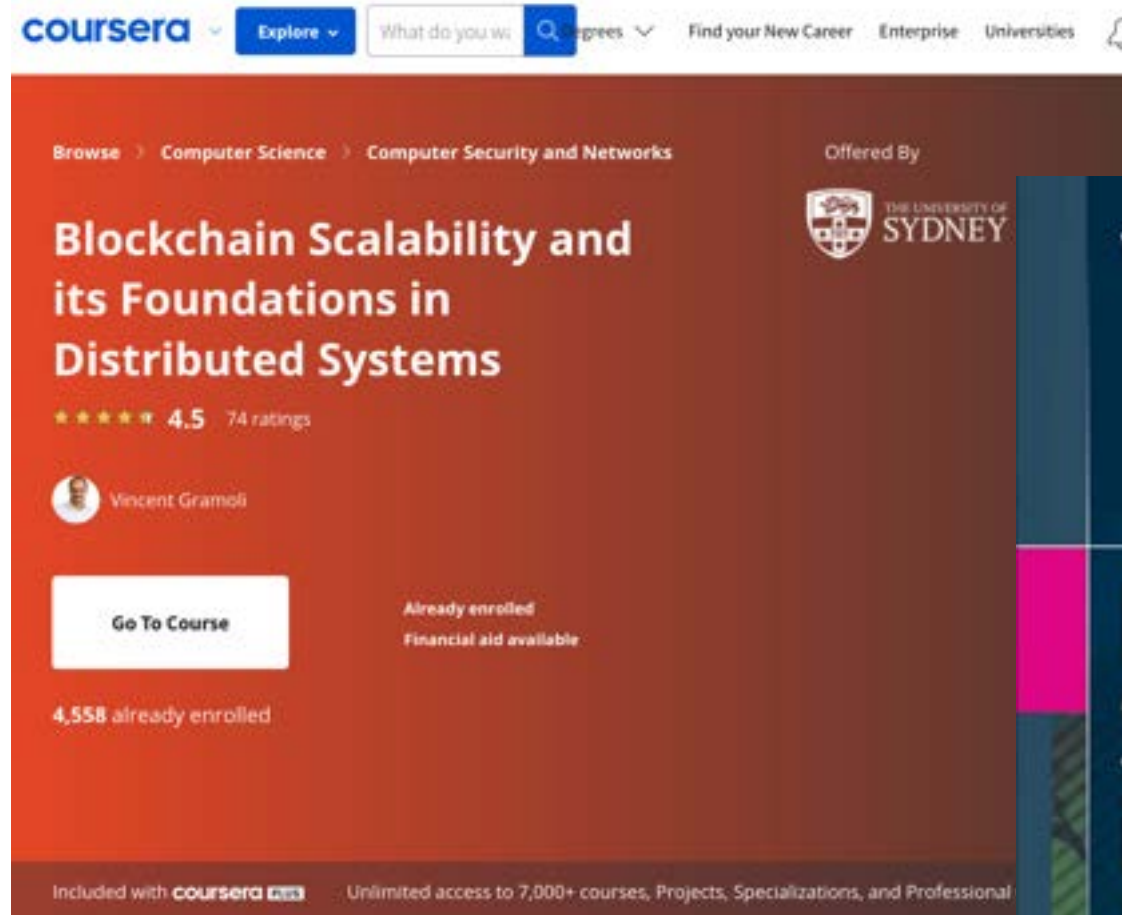 coursera
Explore
What do you wa
egrees
Find your New Career
Enterprise
Universities
Browse > Computer Science > Computer Security and Networks
Offered By
THE UNIVERSITY OF
SYDNEY
Blockchain Scalability and
its Foundations in
Distributed Systems
4.5 74 ratings
Vincent Gramoli
Go To Course
Already enrolled
Financial aid available
4,558 already enrolled
Included with coursera PLUS
Unlimited access to 7,000+ courses, Projects, Specializations, and Professional